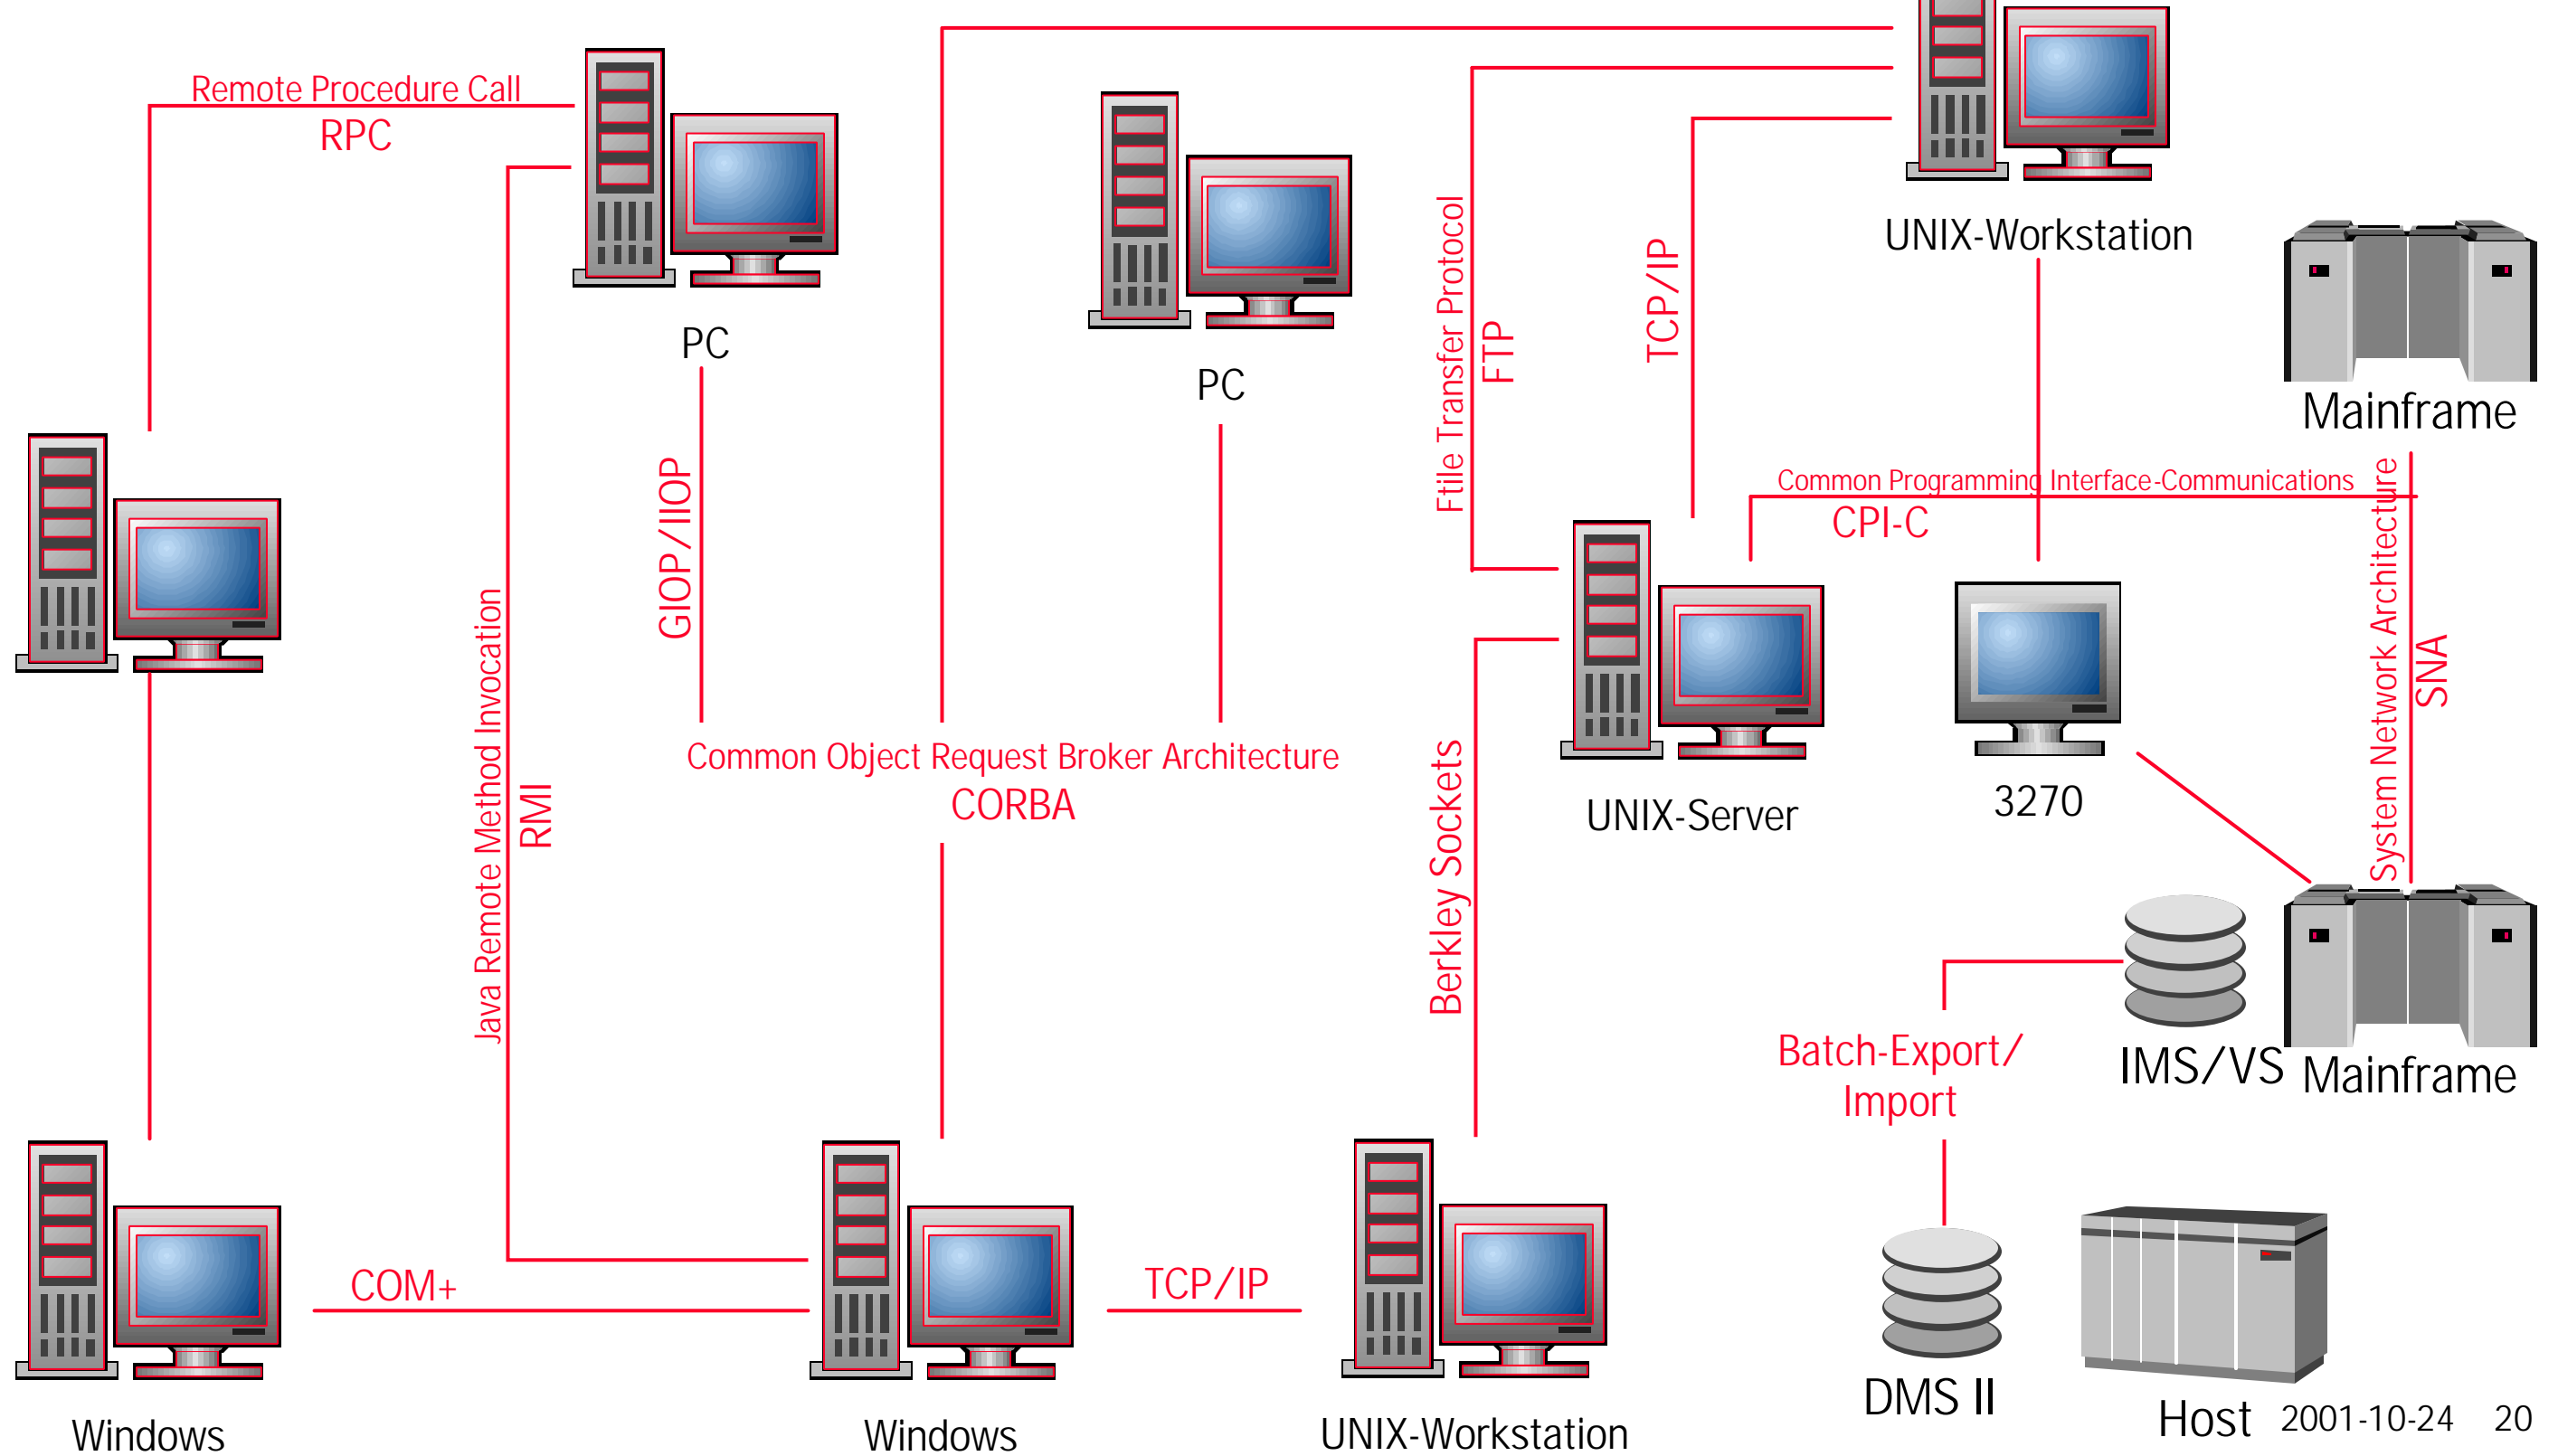 Remote Procedure Call
RPC
PC
PC
UNIX-Workstation
Mainframe
GIOP/IIOP
Ftile Transfer Protocol
FTP
TCP/IP
Common Programming Interface-Communications
CPI-C
System Network Architecture
SNA
Java Remote Method Invocation
RMI
Common Object Request Broker Architecture
CORBA
Berkley Sockets
UNIX-Server
3270
Batch-Export/
Import
IMS/VS
Mainframe
COM+
TCP/IP
Windows
Windows
UNIX-Workstation
DMS II
Host
2001-10-24
20